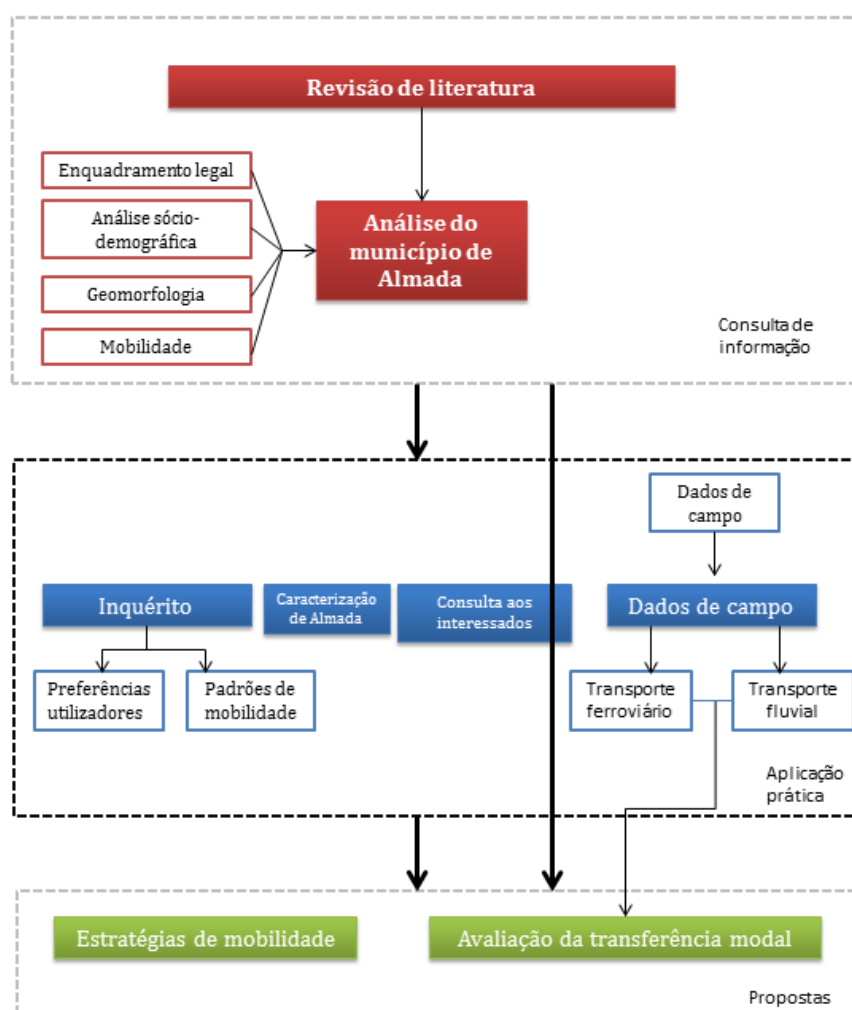 Revisão de literatura
Enquadramento legal
Análise sócio-
demográfica
Geomorfologia
Mobilidade
Análise do
município de
Almada
Consulta de
informação
Dados de
campo
Inquérito
Caracterização
de Almada
Consulta aos
interessados
Dados de campo
Preferências
utilizadores
Padrões de
mobilidade
Transporte
ferroviário
Transporte
fluvial
Aplicação
prática
Estratégias de mobilidade
Avaliação da transferência modal
Propostas